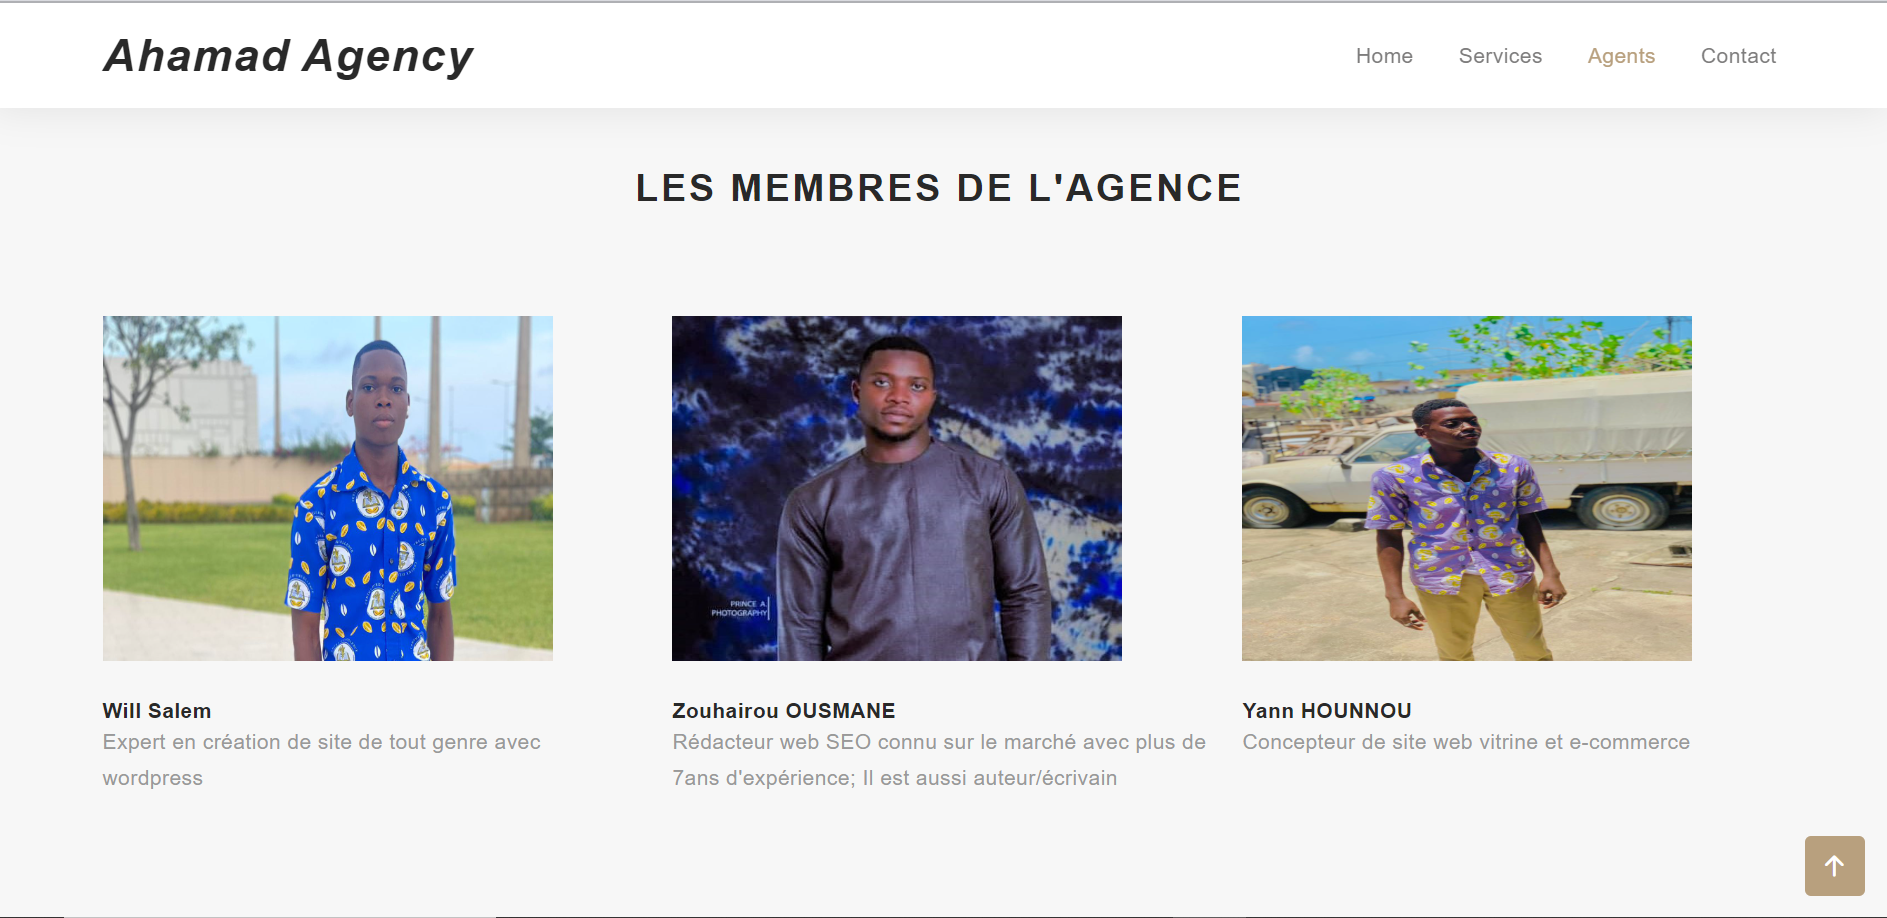 Ahamad Agency
Home Services Agents Contact
LES MEMBRES DE L'AGENCE
PRINCE A.
PHOTOGRAPHY
Will Salem
Expert en création de site de tout genre avec
wordpress
Zouhairou OUSMANE
Rédacteur web SEO connu sur le marché avec plus de
7ans d'expérience; Il est aussi auteur/écrivain
Yann HOUNNOU
Concepteur de site web vitrine et e-commerce